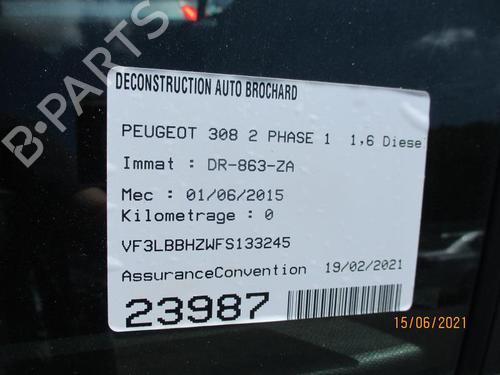 DECONSTRUCTION AUTO BROCHARD
PEUGEOT 308 2 PHASE 1 1,6 Diese
Immat : DR-863-ZA
Mec : 01/06/2015
Kilometrage : 0
VF3LBBHZWFS133245
AssuranceConvention 19/02/2021
23987
15/06/2021